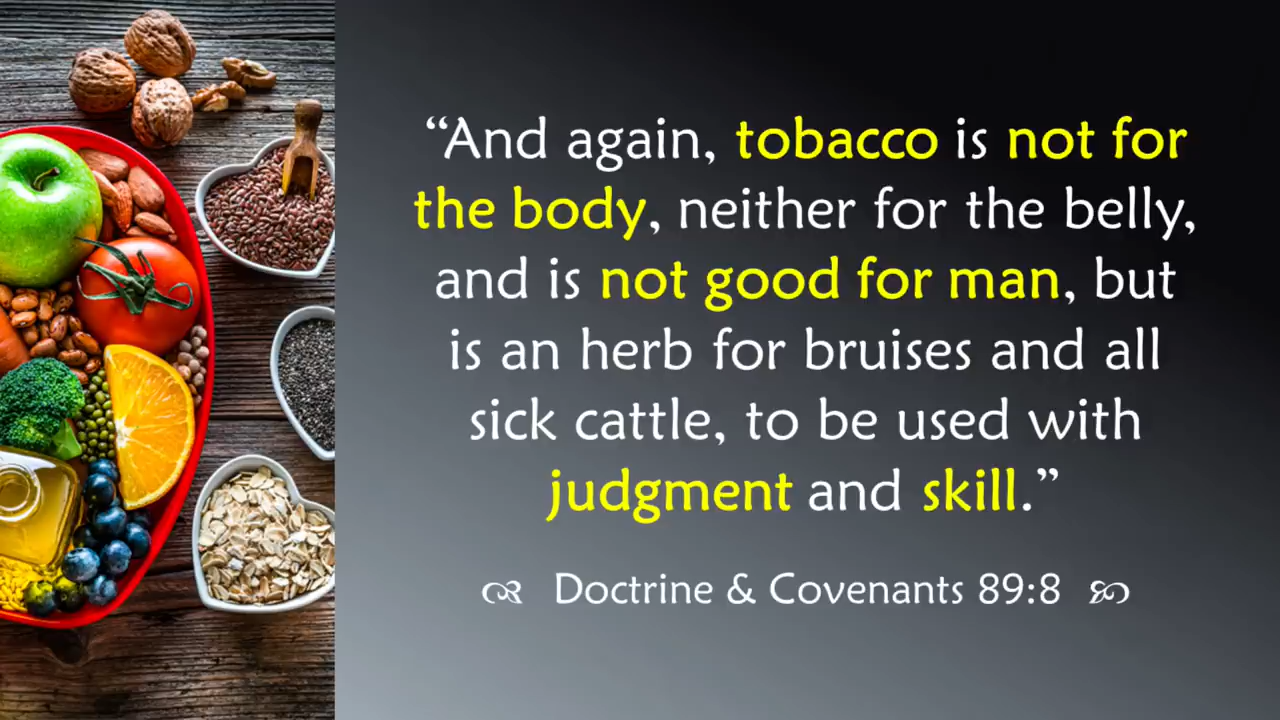 “And again, tobacco is not for
the body, neither for the belly,
and is not good for man, but
is an herb for bruises and all
sick cattle, to be used with
judgment and skill.”
Doctrine & Covenants 89:8